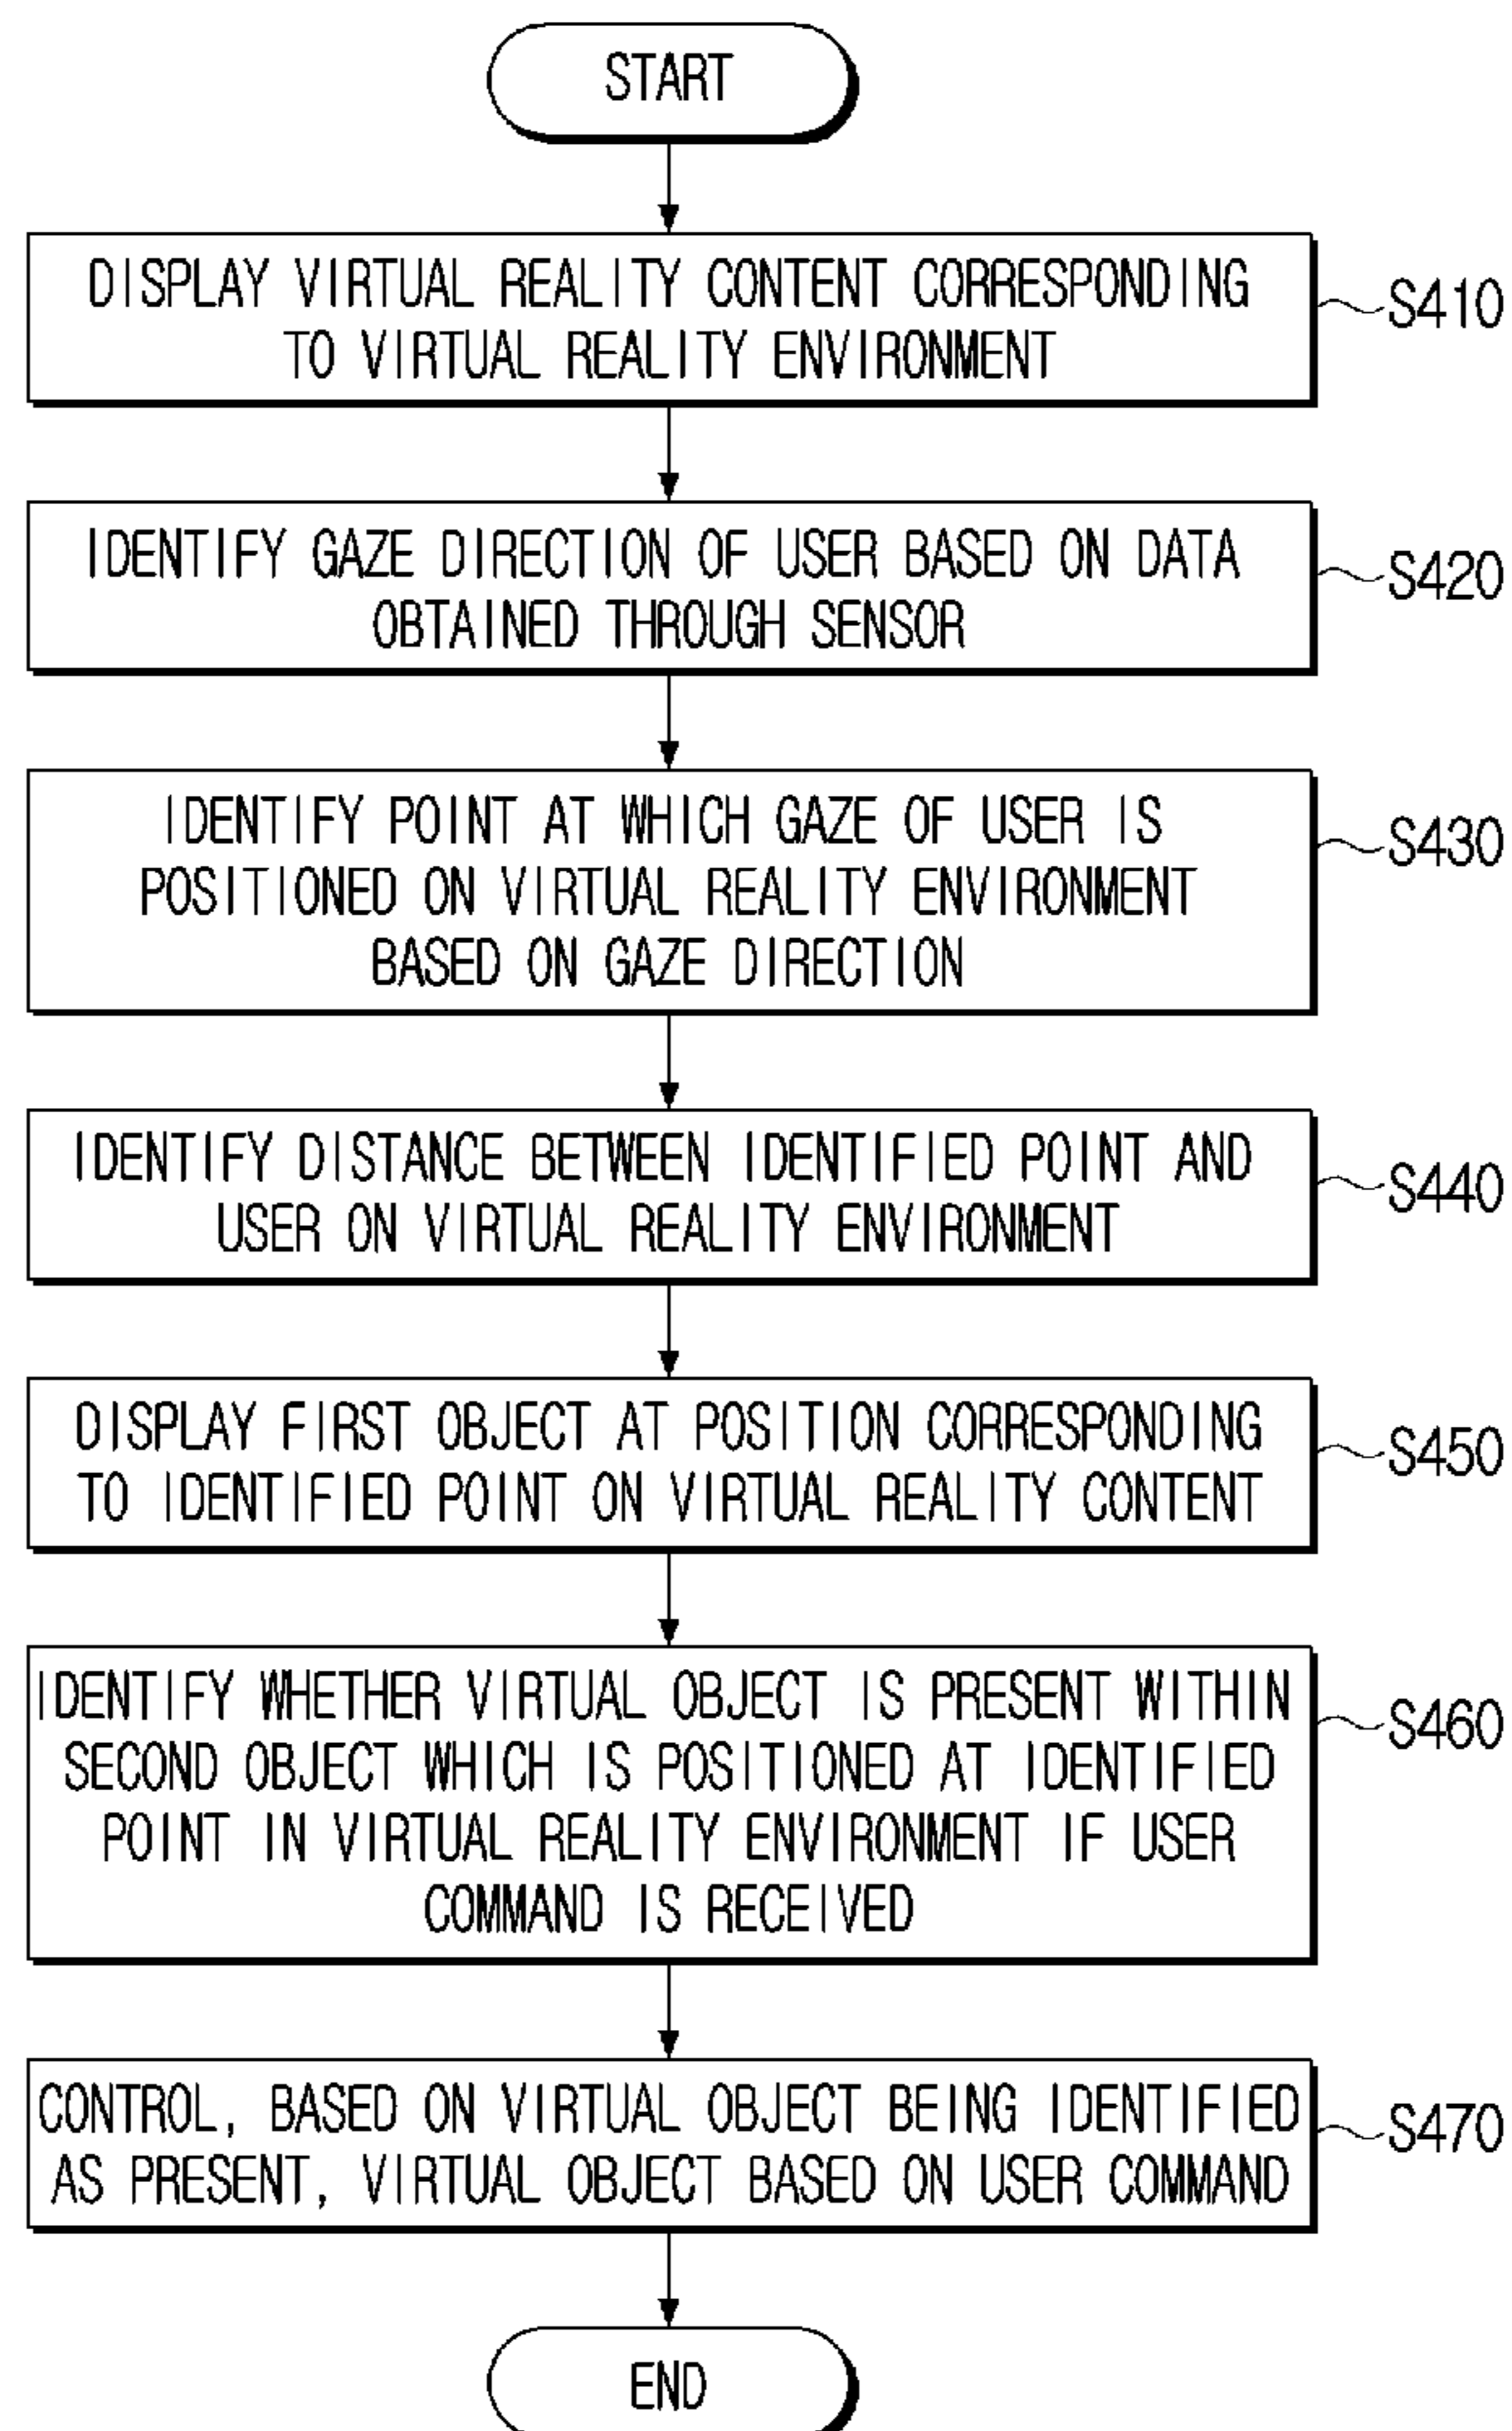 START
DISPLAY VIRTUAL REALITY CONTENT CORRESPONDING
TO VIRTUAL REALITY ENVIRONMENT
S410
IDENTIFY GAZE DIRECTION OF USER BASED ON DATA
OBTAINED THROUGH SENSOR
S420
IDENTIFY POINT AT WHICH GAZE OF USER IS
POSITIONED ON VIRTUAL REALITY ENVIRONMENT
BASED ON GAZE DIRECTION
S430
IDENTIFY DISTANCE BETWEEN IDENTIFIED POINT AND
USER ON VIRTUAL REALITY ENVIRONMENT
S440
DISPLAY FIRST OBJECT AT POSITION CORRESPONDING
TO IDENTIFIED POINT ON VIRTUAL REALITY CONTENT
S450
IDENTIFY WHETHER VIRTUAL OBJECT IS PRESENT WITHIN
SECOND OBJECT WHICH IS POSITIONED AT IDENTIFIED
POINT IN VIRTUAL REALITY ENVIRONMENT IF USER
COMMAND IS RECEIVED
S460
CONTROL, BASED ON VIRTUAL OBJECT BEING IDENTIFIED
AS PRESENT, VIRTUAL OBJECT BASED ON USER COMMAND
S470
END